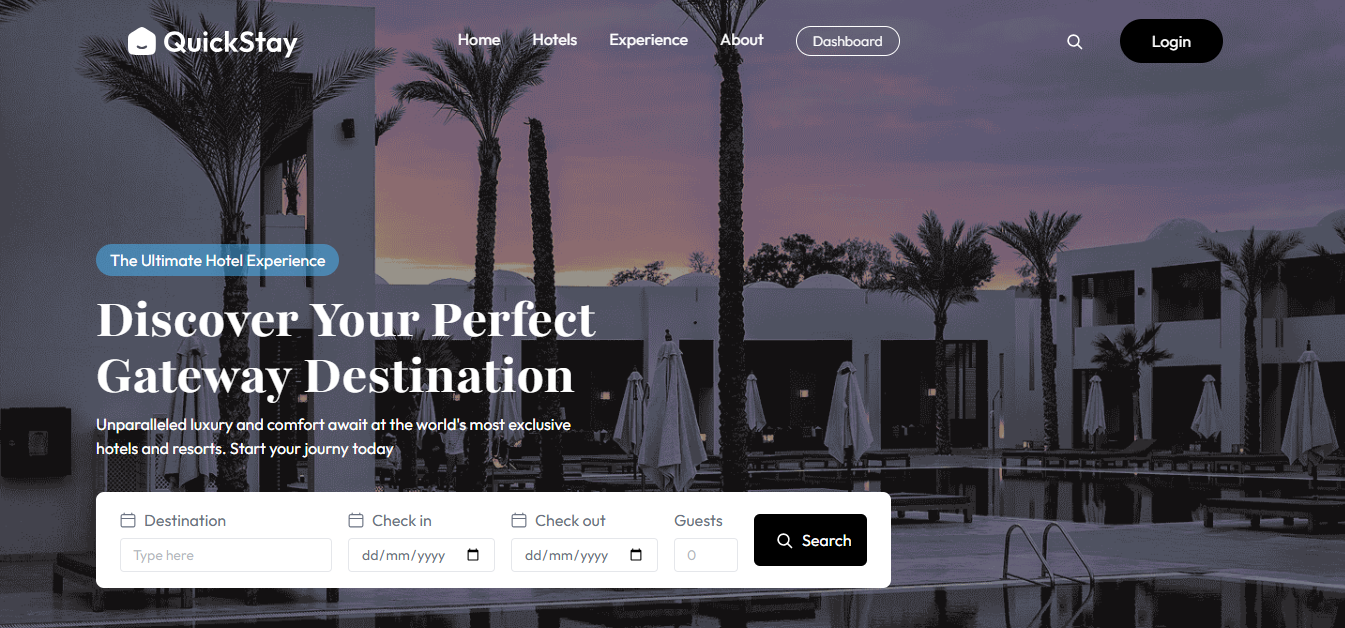 QuickStay
Home Hotels Experience About Dashboard Login
The Ultimate Hotel Experience
Discover Your Perfect
Gateway Destination
Unparalleled luxury and comfort await at the world's most exclusive
hotels and resorts. Start your journy today
Destination Check in Check out Guests
Type here dd/mm/yyyy dd/mm/yyyy 0 Search